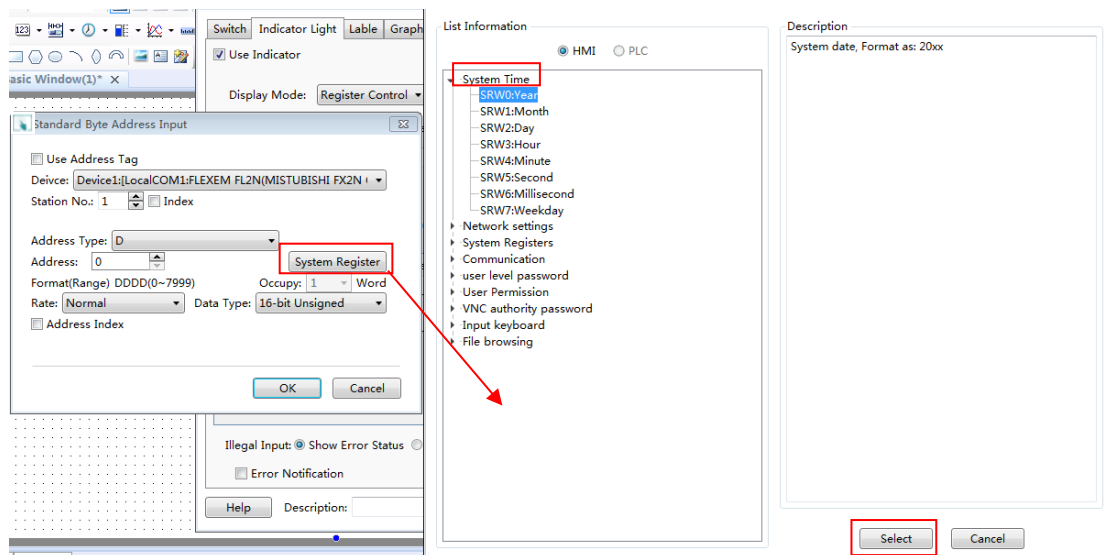 123
Basic Window(1)* X
Switch Indicator Light Lable Graph
Use Indicator
Display Mode: Register Control
Standard Byte Address Input
Use Address Tag
Deivce: Device1:[LocalCOM1:FLEXEM FL2N(MISTUBISHI FX2N
Station No.: 1 Index
Address Type: D
Address: 0 System Register
Format(Range) DDDD(0~7999) Occupy: 1 Word
Rate: Normal Data Type: 16-bit Unsigned
Address Index
OK Cancel
Illegal Input: Show Error Status
Error Notification
Help Description:
List Information
HMI PLC
System Time
SRW0:Year
SRW1:Month
SRW2:Day
SRW3:Hour
SRW4:Minute
SRW5:Second
SRW6:Millisecond
SRW7:Weekday
Network settings
System Registers
Communication
user level password
User Permission
VNC authority password
Input keyboard
File browsing
Description
System date, Format as: 20xx
Select Cancel